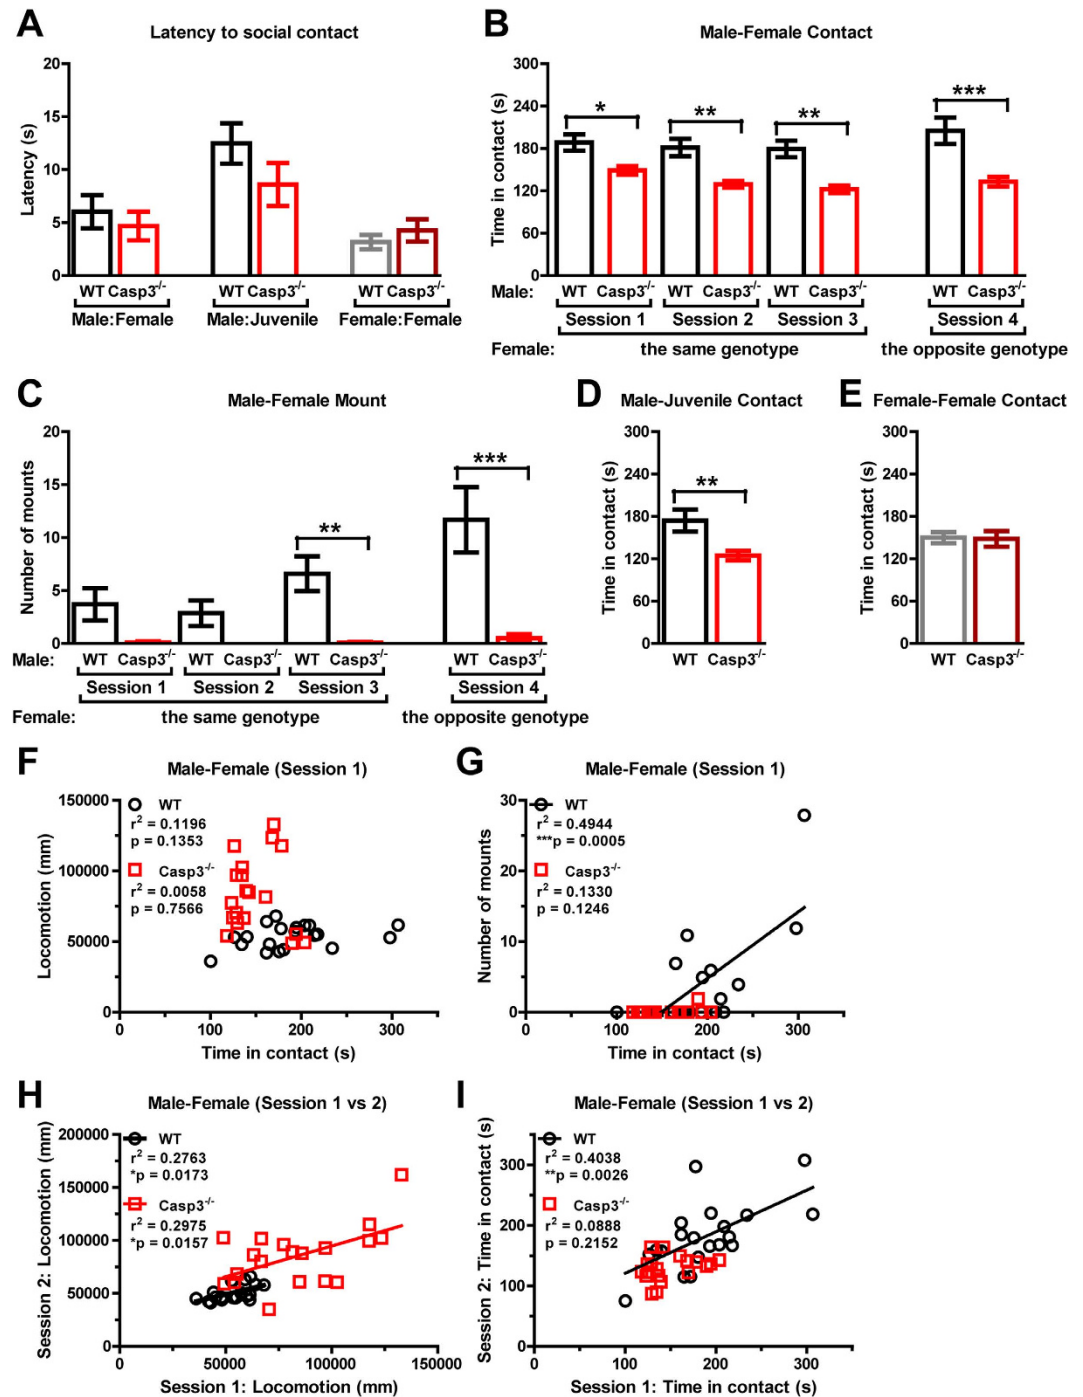 A
Latency to social contact
20
15
10
5
0
Latency (s)
WT Casp3-/-
WT Casp3-/-
WT Casp3-/-
Male:Female
Male:Juvenile
Female:Female
B
Male-Female Contact
300
240
180
120
60
0
Time in contact (s)
*
**
**
***
Male:
WT Casp3-/-
WT Casp3-/-
WT Casp3-/-
WT Casp3-/-
Session 1
Session 2
Session 3
Session 4
Female:
the same genotype
the opposite genotype
C
Male-Female Mount
20
15
10
5
0
Number of mounts
**
***
Male:
WT Casp3-/-
WT Casp3-/-
WT Casp3-/-
WT Casp3-/-
Session 1
Session 2
Session 3
Session 4
Female:
the same genotype
the opposite genotype
D
Male-Juvenile Contact
300
240
180
120
60
0
Time in contact (s)
**
WT Casp3-/-
E
Female-Female Contact
300
240
180
120
60
0
Time in contact (s)
WT Casp3-/-
F
Male-Female (Session 1)
150000
100000
50000
0
Locomotion (mm)
WT
r2 = 0.1196
p = 0.1353
Casp3-/-
r2 = 0.0058
p = 0.7566
0
100
200
300
Time in contact (s)
G
Male-Female (Session 1)
30
20
10
0
Number of mounts
WT
r2 = 0.4944
***p = 0.0005
Casp3-/-
r2 = 0.1330
p = 0.1246
0
100
200
300
Time in contact (s)
H
Male-Female (Session 1 vs 2)
200000
150000
100000
50000
0
Session 2: Locomotion (mm)
WT
r2 = 0.2763
*p = 0.0173
Casp3-/-
r2 = 0.2975
*p = 0.0157
0
50000
100000
150000
Session 1: Locomotion (mm)
I
Male-Female (Session 1 vs 2)
300
200
100
0
Session 2: Time in contact (s)
WT
r2 = 0.4038
**p = 0.0026
Casp3-/-
r2 = 0.0888
p = 0.2152
0
100
200
300
Session 1: Time in contact (s)